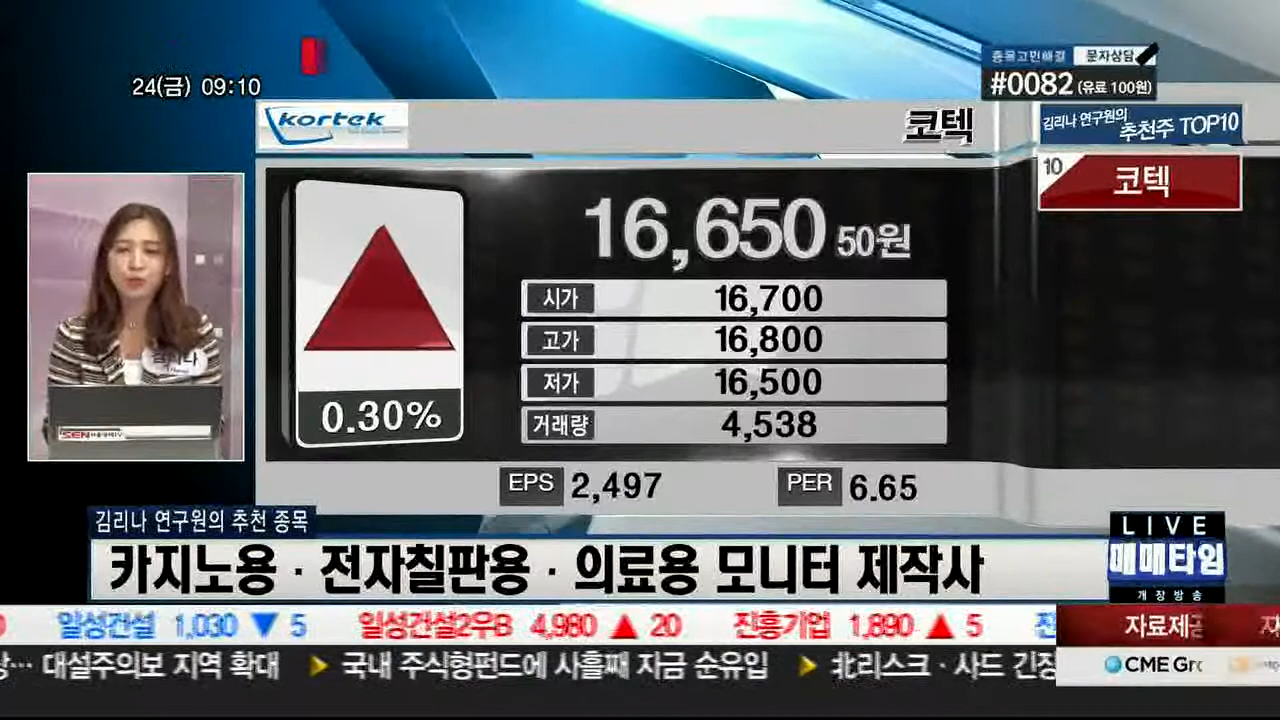 24(금) 09:10
종목고민해결 문자상담
#0082 (유료 100원)
kortek
코텍
김리나 연구원의 추천주 TOP10
10 코텍
16,650 50원
0.30%
시가 16,700
고가 16,800
저가 16,500
거래량 4,538
EPS 2,497 PER 6.65
김리나
SEN
김리나 연구원의 추천 종목
카지노용 · 전자칠판용 · 의료용 모니터 제작사
LIVE
매매타임
개장방송
일성건설 1,030 ▼ 5 일성건설2우B 4,980 ▲ 20 진흥기업 1,890 ▲ 5
자료제공
대설주의보 지역 확대 ▶ 국내 주식형펀드에 사흘째 자금 순유입 ▶ 北리스크 · 사드 긴장
CME Gr